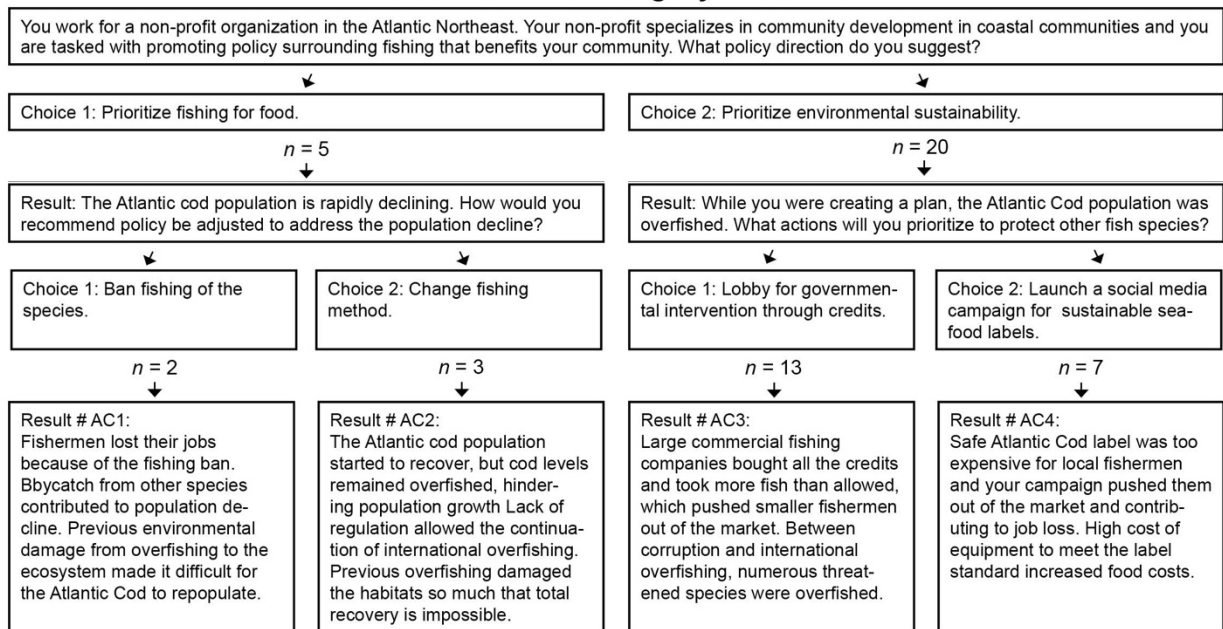 You work for a non-profit organization in the Atlantic Northeast. Your non-profit specializes in community development in coastal communities and you
are tasked with promoting policy surrounding fishing that benefits your community. What policy direction do you suggest?
Choice 1: Prioritize fishing for food.
Choice 2: Prioritize environmental sustainability.
n = 5
n = 20
Result: The Atlantic cod population is rapidly declining. How would you
recommend policy be adjusted to address the population decline?
Result: While you were creating a plan, the Atlantic Cod population was
overfished. What actions will you prioritize to protect other fish species?
Choice 1: Ban fishing of the
species.
Choice 2: Change fishing
method.
Choice 1: Lobby for governmen-
tal intervention through credits.
Choice 2: Launch a social media
campaign for sustainable sea-
food labels.
n = 2
n = 3
n = 13
n = 7
Result # AC1:
Fishermen lost their jobs
because of the fishing ban.
Bbycatch from other species
contributed to population de-
cline. Previous environmental
damage from overfishing to the
ecosystem made it difficult for
the Atlantic Cod to repopulate.
Result # AC2:
The Atlantic cod population
started to recover, but cod levels
remained overfished, hinder-
ing population growth Lack of
regulation allowed the continua-
tion of international overfishing.
Previous overfishing damaged
the habitats so much that total
recovery is impossible.
Result # AC3:
Large commercial fishing
companies bought all the credits
and took more fish than allowed,
which pushed smaller fishermen
out of the market. Between
corruption and international
overfishing, numerous threat-
ened species were overfished.
Result # AC4:
Safe Atlantic Cod label was too
expensive for local fishermen
and your campaign pushed them
out of the market and contrib-
uting to job loss. High cost of
equipment to meet the label
standard increased food costs.